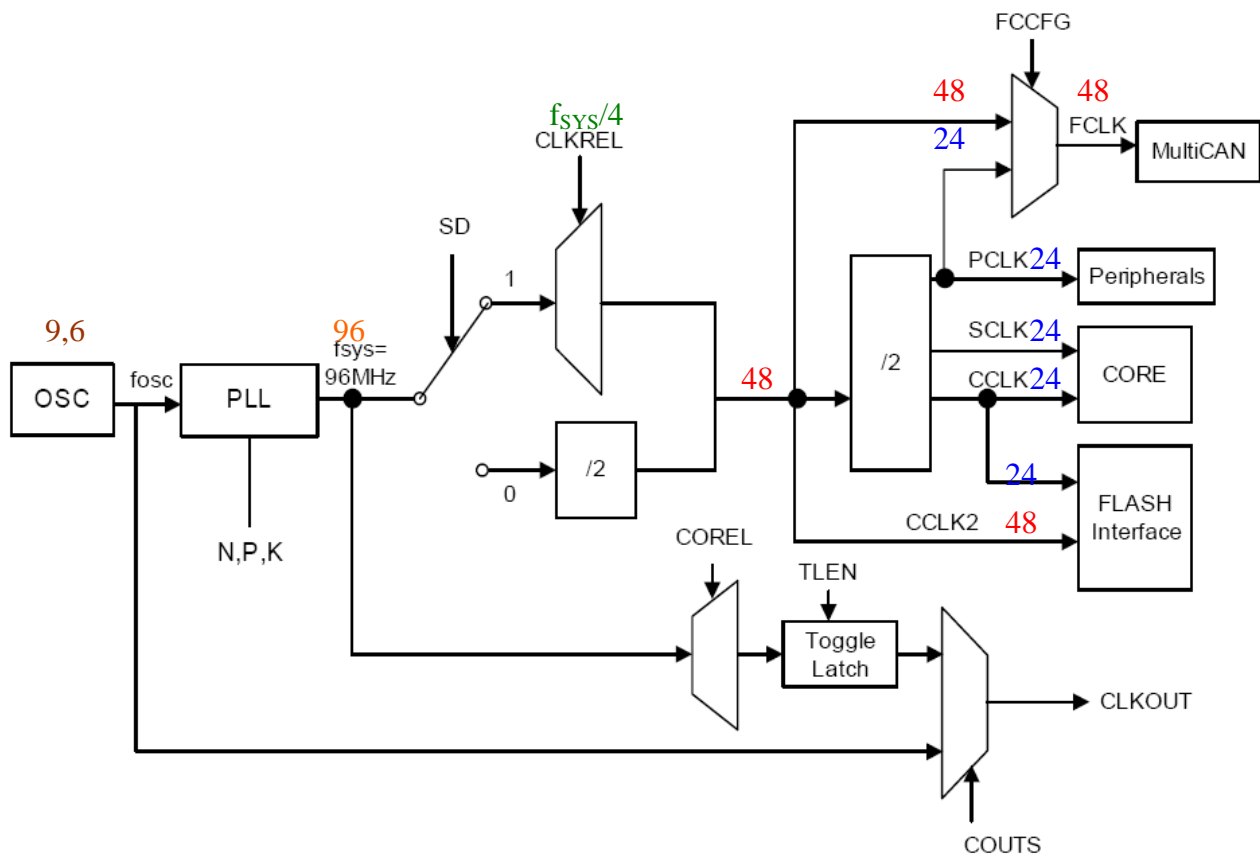 FCCFG
48
48
FCLK
24
MultiCAN
fSYS/4
CLKREL
SD
1
PCLK24
Peripherals
SCLK24
CCLK24
CORE
/2
9,6
96
fsys=
96MHz
fosc
OSC
PLL
48
/2
0
24
FLASH
Interface
CCLK2 48
N,P,K
COREL
TLEN
Toggle
Latch
CLKOUT
COUTS